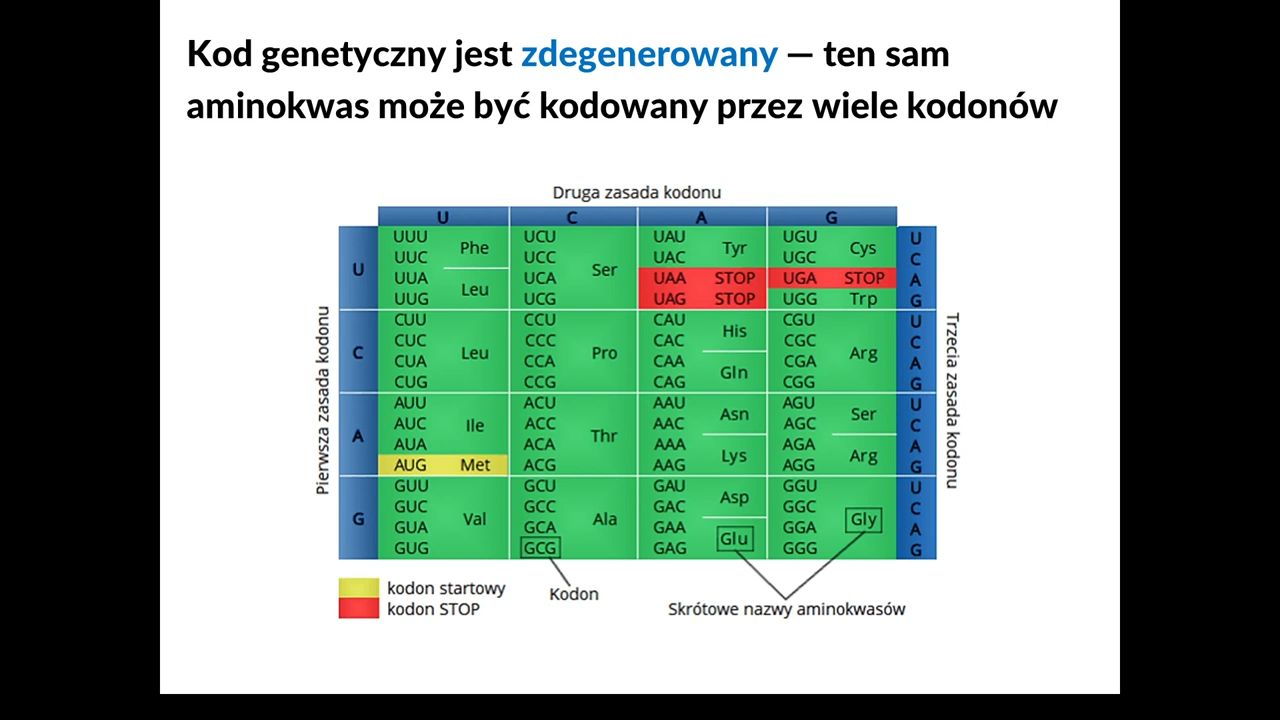 Kod genetyczny jest zdegenerowany — ten sam
aminokwas może być kodowany przez wiele kodonów
Druga zasada kodonu
U C A G
Pierwsza zasada kodonu
Trzecia zasada kodonu
U
UUU UCU UAU UGU U
Phe Ser Tyr Cys
UUC UCC UAC UGC C
UUA UCA UAA STOP UGA STOP A
Leu
UUG UCG UAG STOP UGG Trp G
C
CUU CCU CAU CGU U
Leu Pro His Arg
CUC CCC CAC CGC C
CUA CCA CAA CGA A
Gln
CUG CCG CAG CGG G
A
AUU ACU AAU AGU U
Ile Thr Asn Ser
AUC ACC AAC AGC C
AUA ACA AAA AGA A
Lys Arg
AUG Met ACG AAG AGG G
G
GUU GCU GAU GGU U
Val Ala Asp Gly
GUC GCC GAC GGC C
GUA GCA GAA GGA A
Glu
GUG GCG GAG GGG G
kodon startowy
kodon STOP
Kodon
Skrótowe nazwy aminokwasów